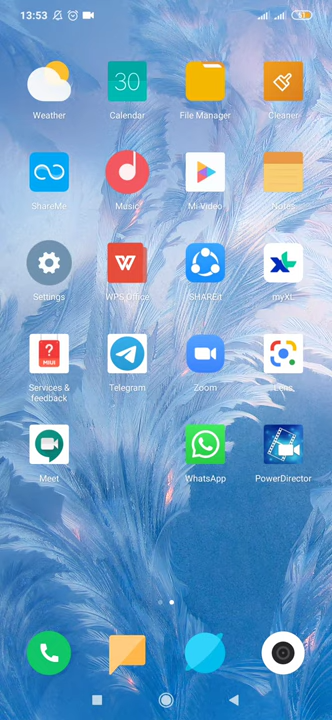 13:53
Weather Calendar File Manager Cleaner
30
ShareMe Music Mi Video Notes
Settings WPS Office SHAREit myXL
Services & feedback Telegram Zoom Lens
MIUI
Meet WhatsApp PowerDirector